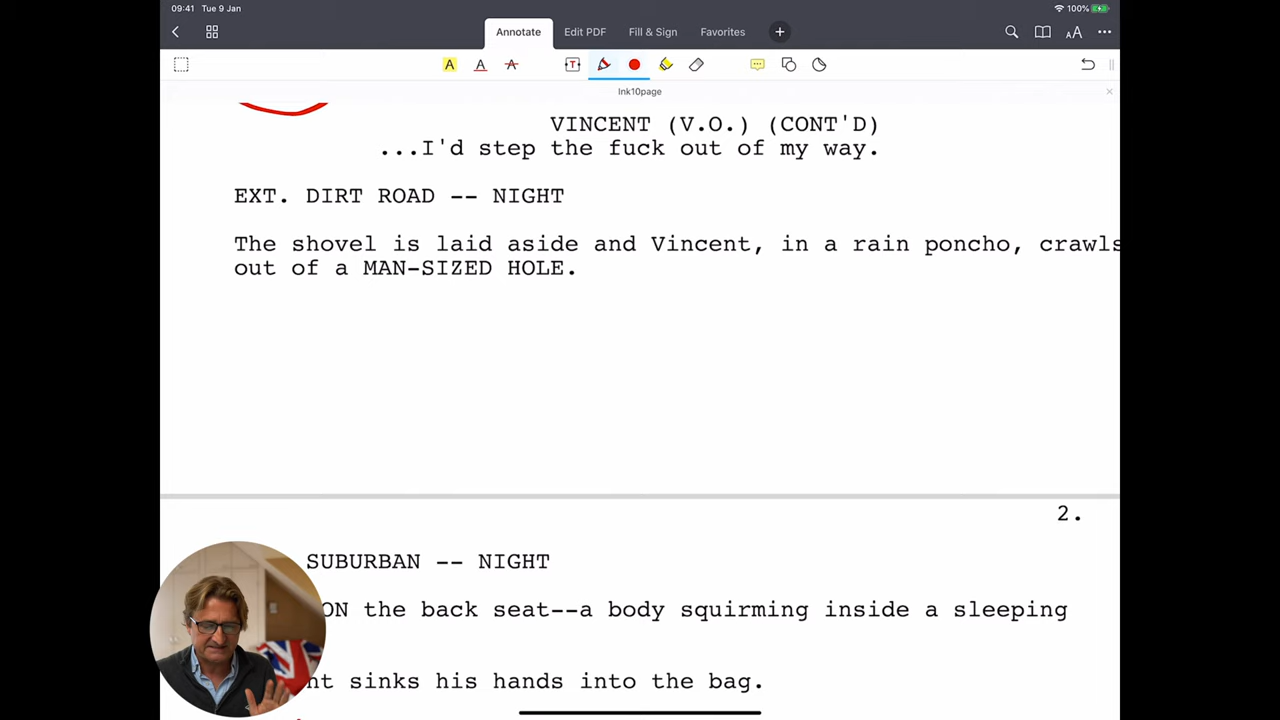 09:41 Tue 9 Jan
100%
Annotate
Edit PDF
Fill & Sign
Favorites
AA
A
A
A
T
Ink10page
VINCENT (V.O.) (CONT'D)
...I'd step the fuck out of my way.
EXT. DIRT ROAD -- NIGHT
The shovel is laid aside and Vincent, in a rain poncho, crawls
out of a MAN-SIZED HOLE.
2.
SUBURBAN -- NIGHT
ON the back seat--a body squirming inside a sleeping
nt sinks his hands into the bag.